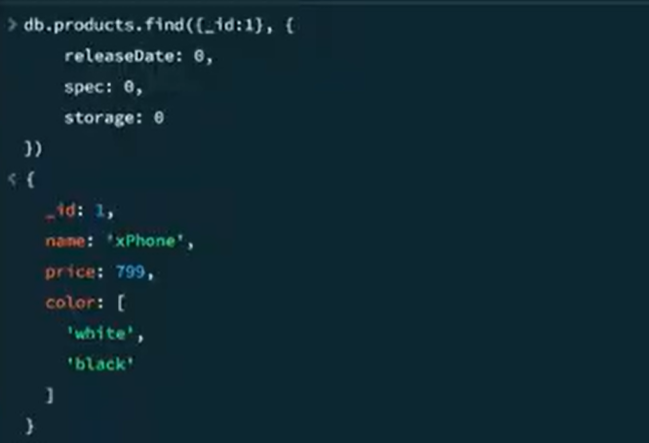 > db.products.find({_id:1}, {
releaseDate: 0,
spec: 0,
storage: 0
})
< {
_id: 1,
name: 'xPhone',
price: 799,
color: [
'white',
'black'
]
}